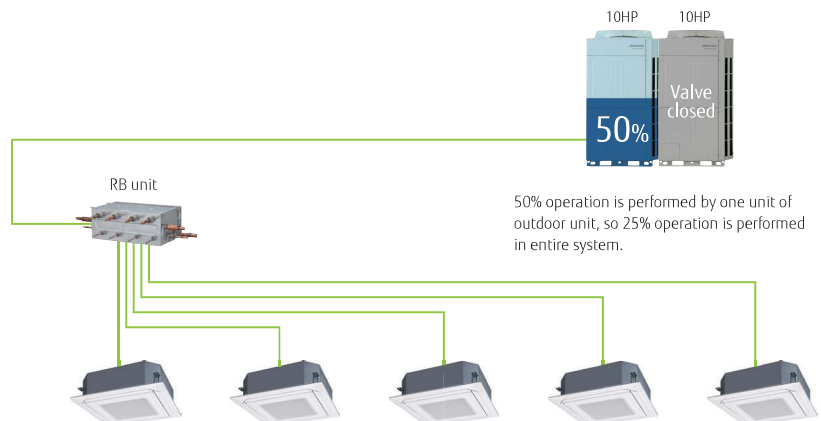 10HP 10HP
Valve
closed
50%
RB unit
50% operation is performed by one unit of
outdoor unit, so 25% operation is performed
in entire system.